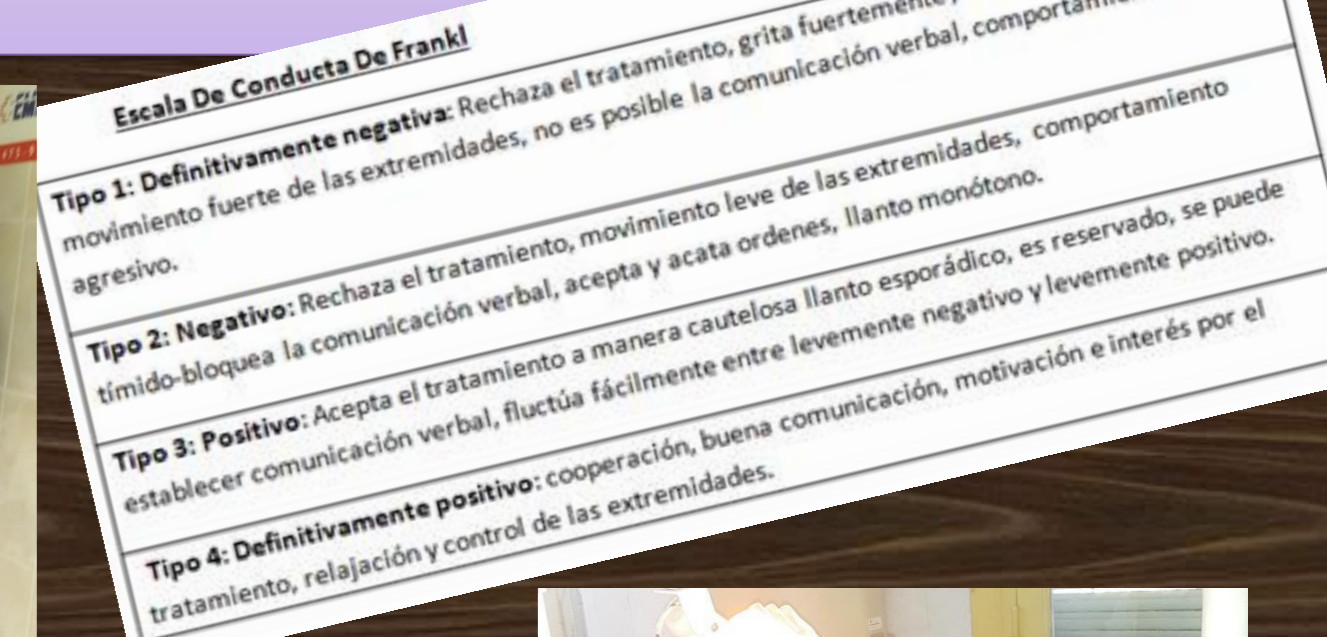 Escala De Conducta De Frankl
Tipo 1: Definitivamente negativa: Rechaza el tratamiento, grita fuertemente,
movimiento fuerte de las extremidades, no es posible la comunicación verbal,
agresivo.
Tipo 2: Negativo: Rechaza el tratamiento, movimiento leve de las extremidades, comportamiento
tímido-bloquea la comunicación verbal, acepta y acata ordenes, llanto monótono.
Tipo 3: Positivo: Acepta el tratamiento a manera cautelosa llanto esporádico, es reservado, se puede
establecer comunicación verbal, fluctúa fácilmente entre levemente negativo y levemente positivo.
Tipo 4: Definitivamente positivo: cooperación, buena comunicación, motivación e interés por el
tratamiento, relajación y control de las extremidades.